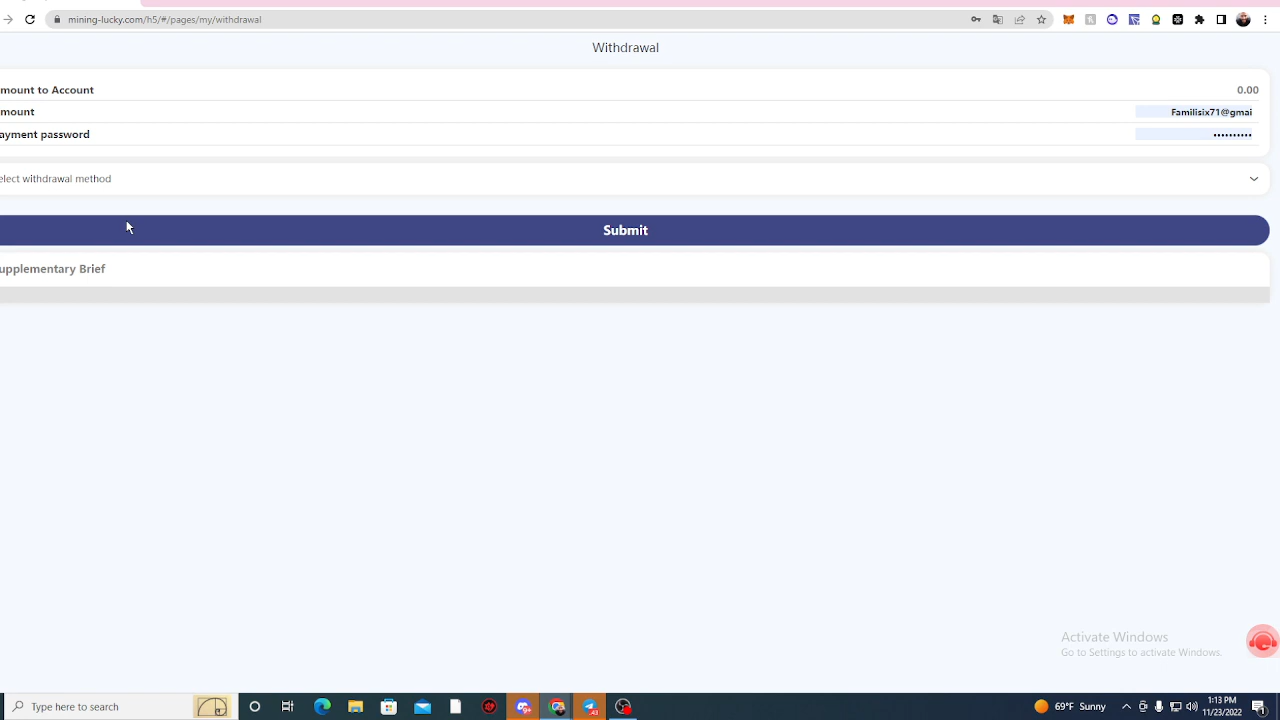 mining-lucky.com/h5/#/pages/my/withdrawal
Withdrawal
mount to Account 0.00
mount Familisix71@gmai
ayment password ••••••••••
elect withdrawal method
Submit
upplementary Brief
Activate Windows
Go to Settings to activate Windows.
Type here to search
69°F Sunny
1:13 PM
11/23/2022